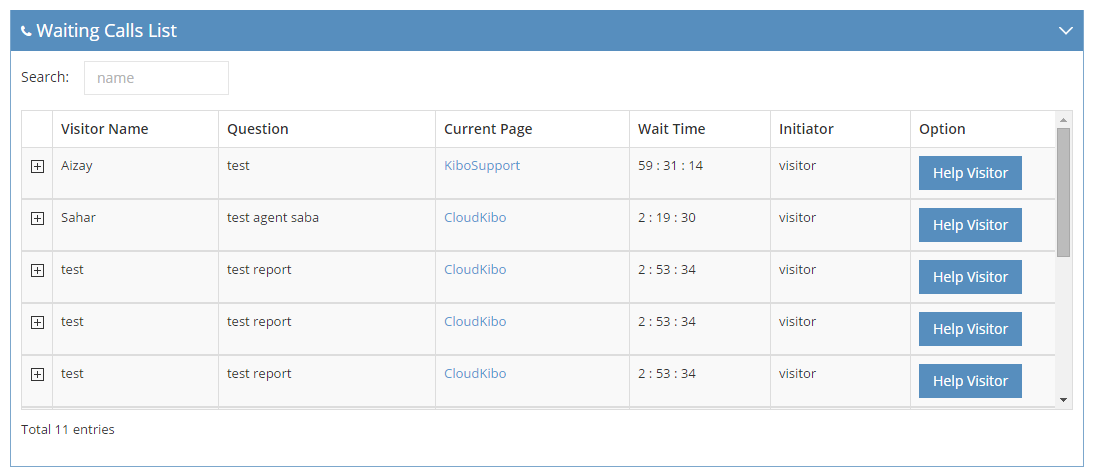 Waiting Calls List
Search: name
Visitor Name Question Current Page Wait Time Initiator Option
Aizay test KiboSupport 59 : 31 : 14 visitor Help Visitor
Sahar test agent saba CloudKibo 2 : 19 : 30 visitor Help Visitor
test test report CloudKibo 2 : 53 : 34 visitor Help Visitor
test test report CloudKibo 2 : 53 : 34 visitor Help Visitor
test test report CloudKibo 2 : 53 : 34 visitor Help Visitor
Total 11 entries